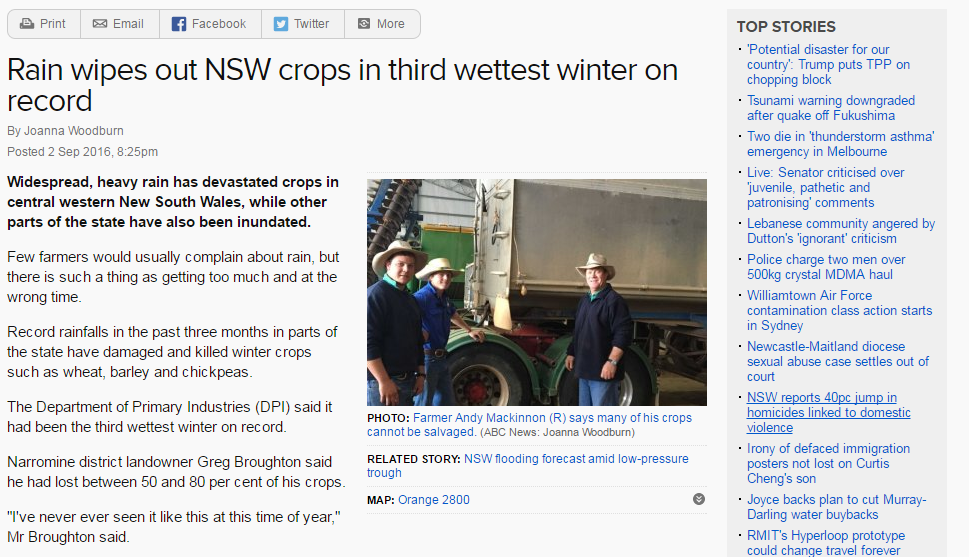 Print
Email
Facebook
Twitter
More
Rain wipes out NSW crops in third wettest winter on
record
By Joanna Woodburn
Posted 2 Sep 2016, 8:25pm
Widespread, heavy rain has devastated crops in
central western New South Wales, while other
parts of the state have also been inundated.
Few farmers would usually complain about rain, but
there is such a thing as getting too much and at the
wrong time.
Record rainfalls in the past three months in parts of
the state have damaged and killed winter crops
such as wheat, barley and chickpeas.
The Department of Primary Industries (DPI) said it
had been the third wettest winter on record.
Narromine district landowner Greg Broughton said
he had lost between 50 and 80 per cent of his crops.
"I've never ever seen it like this at this time of year,"
Mr Broughton said.
PHOTO: Farmer Andy Mackinnon (R) says many of his crops
cannot be salvaged. (ABC News: Joanna Woodburn)
RELATED STORY: NSW flooding forecast amid low-pressure
trough
MAP: Orange 2800
TOP STORIES
'Potential disaster for our
country': Trump puts TPP on
chopping block
Tsunami warning downgraded
after quake off Fukushima
Two die in 'thunderstorm asthma'
emergency in Melbourne
Live: Senator criticised over
'juvenile, pathetic and
patronising' comments
Lebanese community angered by
Dutton's 'ignorant' criticism
Police charge two men over
500kg crystal MDMA haul
Williamtown Air Force
contamination class action starts
in Sydney
Newcastle-Maitland diocese
sexual abuse case settles out of
court
NSW reports 40pc jump in
homicides linked to domestic
violence
Irony of defaced immigration
posters not lost on Curtis
Cheng's son
Joyce backs plan to cut Murray-
Darling water buybacks
RMIT's Hyperloop prototype
could change travel forever